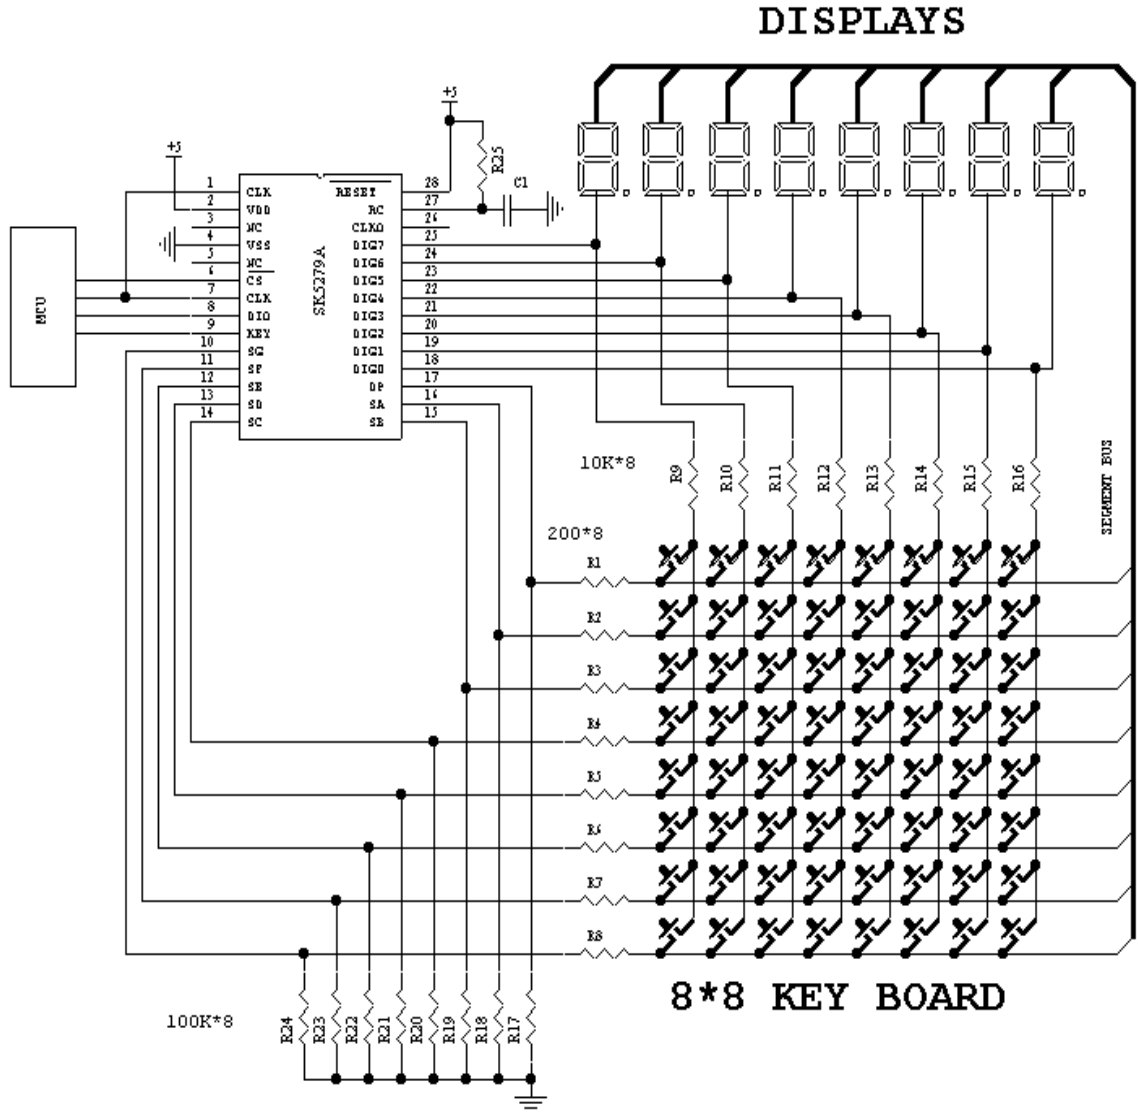 DISPLAYS
+5
+5
R25
C1
MCU
SK5279A
1 CLK
2 VDD
3 NC
4 VSS
5 NC
6 CS
7 CLK
8 DIO
9 KEY
10 SG
11 SF
12 SE
13 SD
14 SC
RESET 28
RC 27
CLKO 26
DIG7 25
DIG6 24
DIG5 23
DIG4 22
DIG3 21
DIG2 20
DIG1 19
DIG0 18
DP 17
SA 16
SB 15
10K*8
R9
R10
R11
R12
R13
R14
R15
R16
SEGMENT BUS
200*8
R1
R2
R3
R4
R5
R6
R7
R8
8*8 KEY BOARD
100K*8
R24
R23
R22
R21
R20
R19
R18
R17